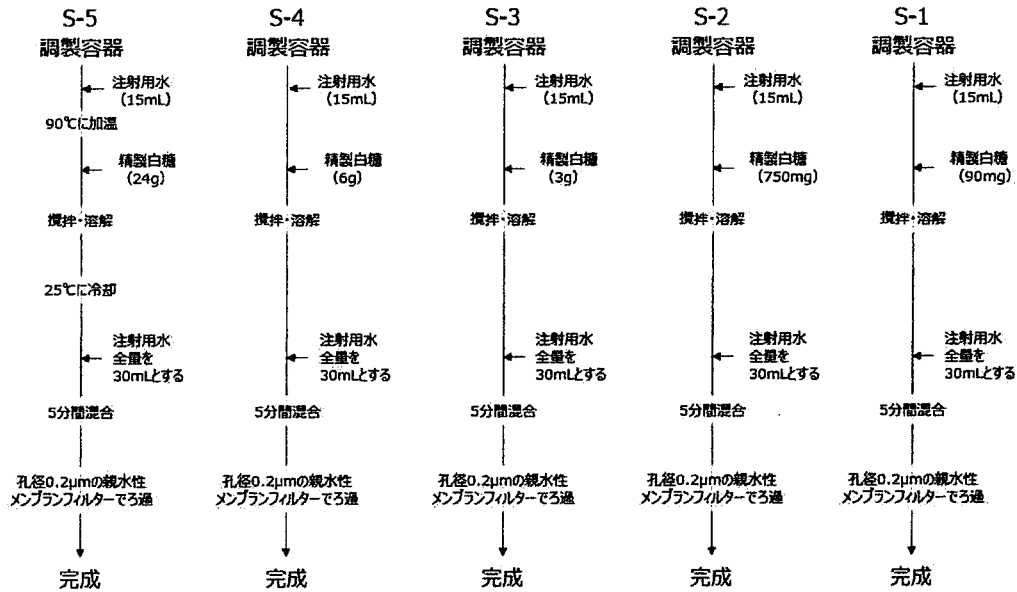 S-5
調製容器
注射用水
(15mL)
90℃に加温
精製白糖
(24g)
攪拌・溶解
25℃に冷却
注射用水
全量を
30mLとする
5分間混合
孔径0.2μmの親水性
メンブランフィルターでろ過
完成
S-4
調製容器
注射用水
(15mL)
精製白糖
(6g)
攪拌・溶解
注射用水
全量を
30mLとする
5分間混合
孔径0.2μmの親水性
メンブランフィルターでろ過
完成
S-3
調製容器
注射用水
(15mL)
精製白糖
(3g)
攪拌・溶解
注射用水
全量を
30mLとする
5分間混合
孔径0.2μmの親水性
メンブランフィルターでろ過
完成
S-2
調製容器
注射用水
(15mL)
精製白糖
(750mg)
攪拌・溶解
注射用水
全量を
30mLとする
5分間混合
孔径0.2μmの親水性
メンブランフィルターでろ過
完成
S-1
調製容器
注射用水
(15mL)
精製白糖
(90mg)
攪拌・溶解
注射用水
全量を
30mLとする
5分間混合
孔径0.2μmの親水性
メンブランフィルターでろ過
完成